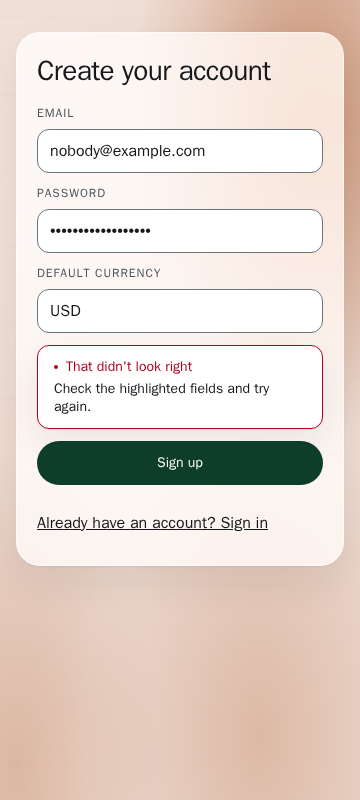 Create your account
EMAIL
nobody@example.com
PASSWORD
••••••••••••••••••
DEFAULT CURRENCY
USD
• That didn't look right
Check the highlighted fields and try
again.
Sign up
Already have an account? Sign in